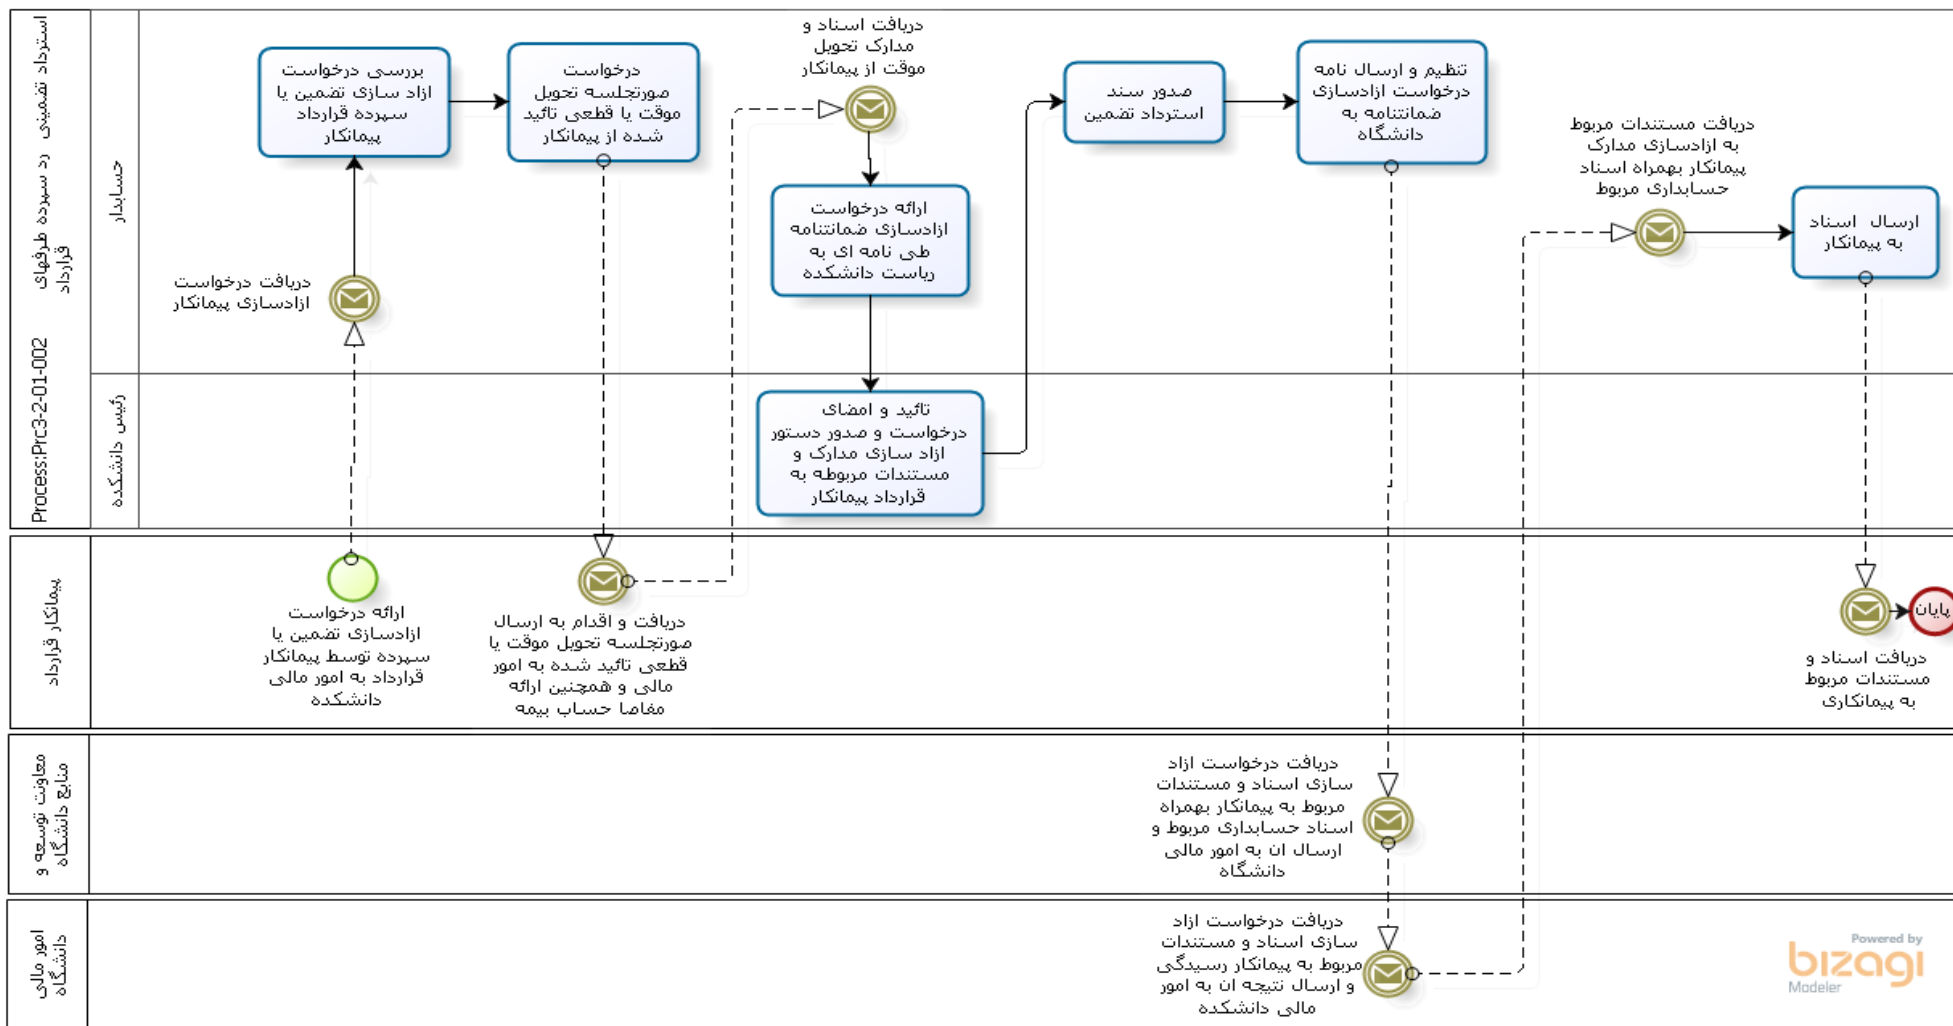 استرداد تضمینی رد سپرده طرفهای
قرارداد
Process:Prc3-2-01-002
حسابدار
رئیس دانشکده
دریافت درخواست
ازادسازی پیمانکار
بررسی درخواست
ازاد سازی تضمین یا
سپرده قرارداد
پیمانکار
درخواست
صورتجلسه تحویل
موقت یا قطعی تائید
شده از پیمانکار
دریافت اسناد و
مدارک تحویل
موقت از پیمانکار
ارائه درخواست
ازادسازی ضمانتنامه
طی نامه ای به
ریاست دانشکده
تائید و امضای
درخواست و صدور دستور
ازاد سازی مدارک و
مستندات مربوطه به
قرارداد پیمانکار
صدور سند
استرداد تضمین
تنظیم و ارسال نامه
درخواست ازادسازی
ضمانتنامه به
دانشگاه
دریافت مستندات مربوط
به ازادسازی مدارک
پیمانکار بهمراه اسناد
حسابداری مربوط
ارسال اسناد
به پیمانکار
پیمانکار قرارداد
ارائه درخواست
ازادسازی تضمین یا
سپرده توسط پیمانکار
قرارداد به امور مالی
دانشکده
دریافت و اقدام به ارسال
صورتجلسه تحویل موقت یا
قطعی تائید شده به امور
مالی و همچنین ارائه
مفاصا حساب بیمه
دریافت اسناد و
مستندات مربوط
به پیمانکاری
پایان
معاونت توسعه و
منابع دانشگاه
دریافت درخواست ازاد
سازی اسناد و مستندات
مربوط به پیمانکار بهمراه
اسناد حسابداری مربوط و
ارسال ان به امور مالی
دانشگاه
امور مالی
دانشگاه
دریافت درخواست ازاد
سازی اسناد و مستندات
مربوط به پیمانکار رسیدگی
و ارسال نتیجه ان به امور
مالی دانشکده
Powered by
bizagi
Modeler